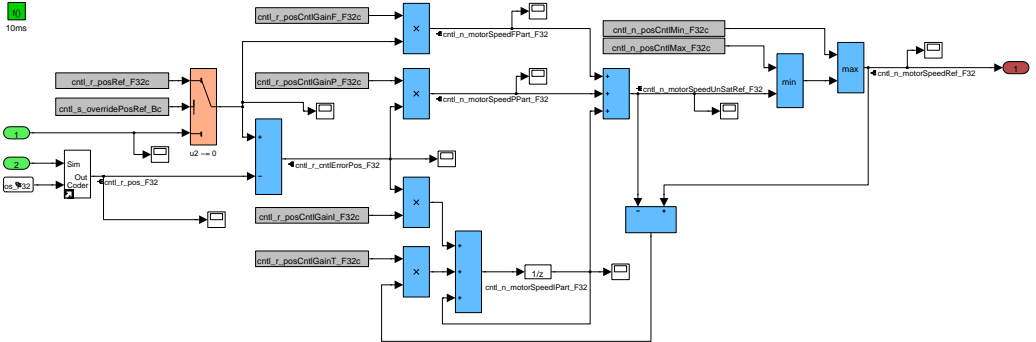 f()
10ms
cntl_r_posCntlGainF_F32c
×
cntl_n_motorSpeedFPart_F32
cntl_n_posCntlMin_F32c
cntl_n_posCntlMax_F32c
cntl_r_posRef_F32c
cntl_s_overridePosRef_Bc
u2 ~= 0
cntl_r_posCntlGainP_F32c
×
cntl_n_motorSpeedPPart_F32
+
+
+
cntl_n_motorSpeedUnSatRef_F32
min
max
cntl_n_motorSpeedRef_F32
1
1
2
Sim
Out
Coder
cntl_r_pos_F32
+
−
cntl_r_cntlErrorPos_F32
cntl_r_posCntlGainI_F32c
×
− +
cntl_r_posCntlGainT_F32c
×
+
+
+
1/z
cntl_n_motorSpeedIPart_F32